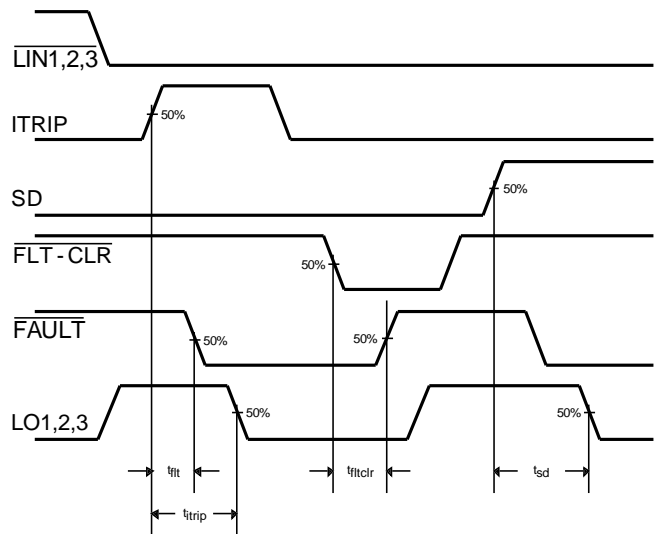 LIN1,2,3
ITRIP
50%
SD
50%
FLT-CLR
50%
FAULT
50%
50%
LO1,2,3
50%
50%
tflt
tfltclr
tsd
titrip